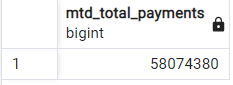 mtd_total_payments
bigint
1 58074380